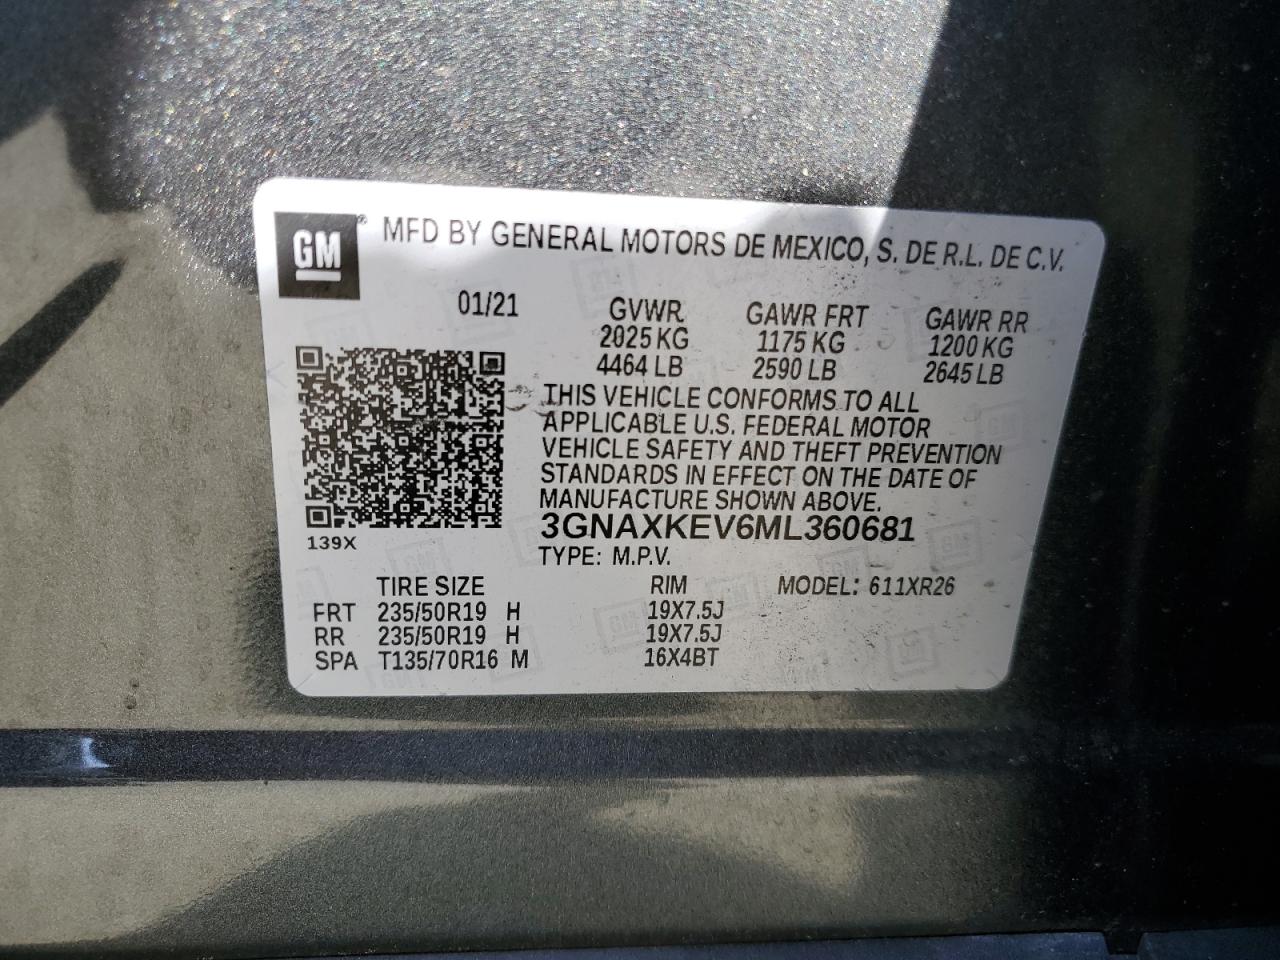 GM® MFD BY GENERAL MOTORS DE MEXICO, S. DE R.L. DE C.V.
01/21 GVWR GAWR FRT GAWR RR
2025 KG 1175 KG 1200 KG
4464 LB 2590 LB 2645 LB
THIS VEHICLE CONFORMS TO ALL
APPLICABLE U.S. FEDERAL MOTOR
VEHICLE SAFETY AND THEFT PREVENTION
STANDARDS IN EFFECT ON THE DATE OF
MANUFACTURE SHOWN ABOVE.
3GNAXKEV6ML360681
139X TYPE: M.P.V.
TIRE SIZE RIM MODEL: 611XR26
FRT 235/50R19 H 19X7.5J
RR 235/50R19 H 19X7.5J
SPA T135/70R16 M 16X4BT